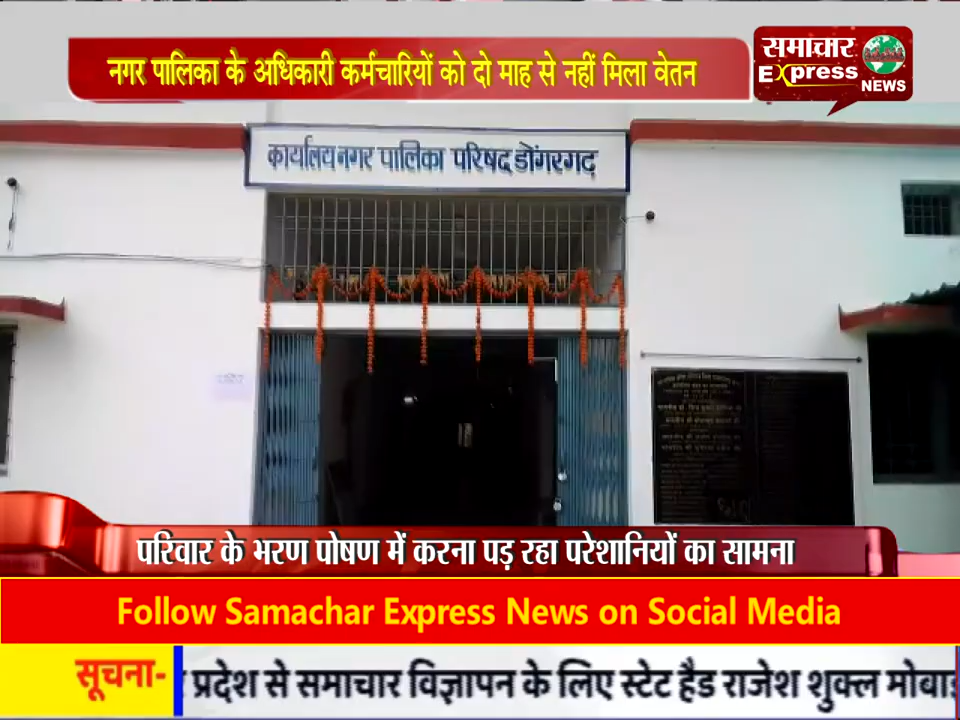 नगर पालिका के अधिकारी कर्मचारियों को दो माह से नहीं मिला वेतन
समाचार
Express
NEWS
कार्यालय नगर पालिका परिषद डोंगरगढ़
परिवार के भरण पोषण में करना पड़ रहा परेशानियों का सामना
Follow Samachar Express News on Social Media
सूचना- र प्रदेश से समाचार विज्ञापन के लिए स्टेट हैड राजेश शुक्ल मोबाइ